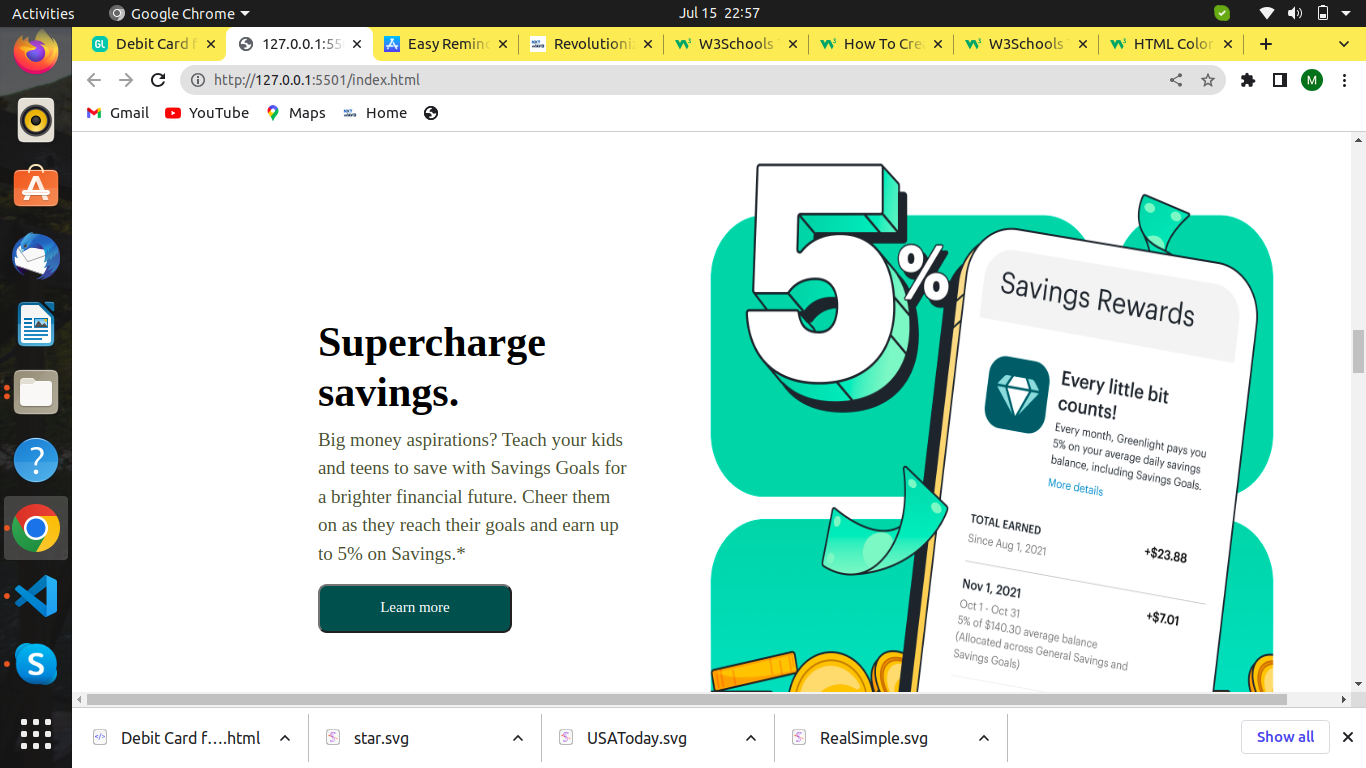 Activities
Google Chrome
Jul 15 22:57
GL
Debit Card f
127.0.0.1:55
Easy Remin
Revolutioni
W3Schools
How To Cre
W3Schools
HTML Color
http://127.0.0.1:5501/index.html
M
Gmail
YouTube
Maps
Home
5%
Savings Rewards
Every little bit
counts!
Every month, Greenlight pays you
5% on your average daily savings
balance, including Savings Goals.
More details
TOTAL EARNED
Since Aug 1, 2021
+$23.88
Nov 1, 2021
Oct 1 - Oct 31
5% of $140.30 average balance
(Allocated across General Savings and
Savings Goals)
+$7.01
Supercharge
savings.
Big money aspirations? Teach your kids
and teens to save with Savings Goals for
a brighter financial future. Cheer them
on as they reach their goals and earn up
to 5% on Savings.*
Learn more
Debit Card f....html
star.svg
USAToday.svg
RealSimple.svg
Show all